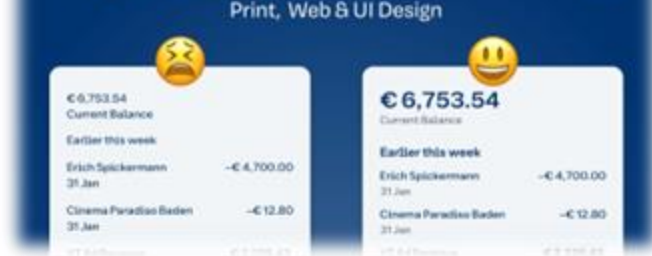 Print, Web & UI Design
€ 6,753.54
Current Balance
Earlier this week
Erich Spickermann –€ 4,700.00
31 Jan
Cinema Paradiso Baden –€ 12.80
31 Jan
€ 6,753.54
Current Balance
Earlier this week
Erich Spickermann –€ 4,700.00
31 Jan
Cinema Paradiso Baden –€ 12.80
31 Jan